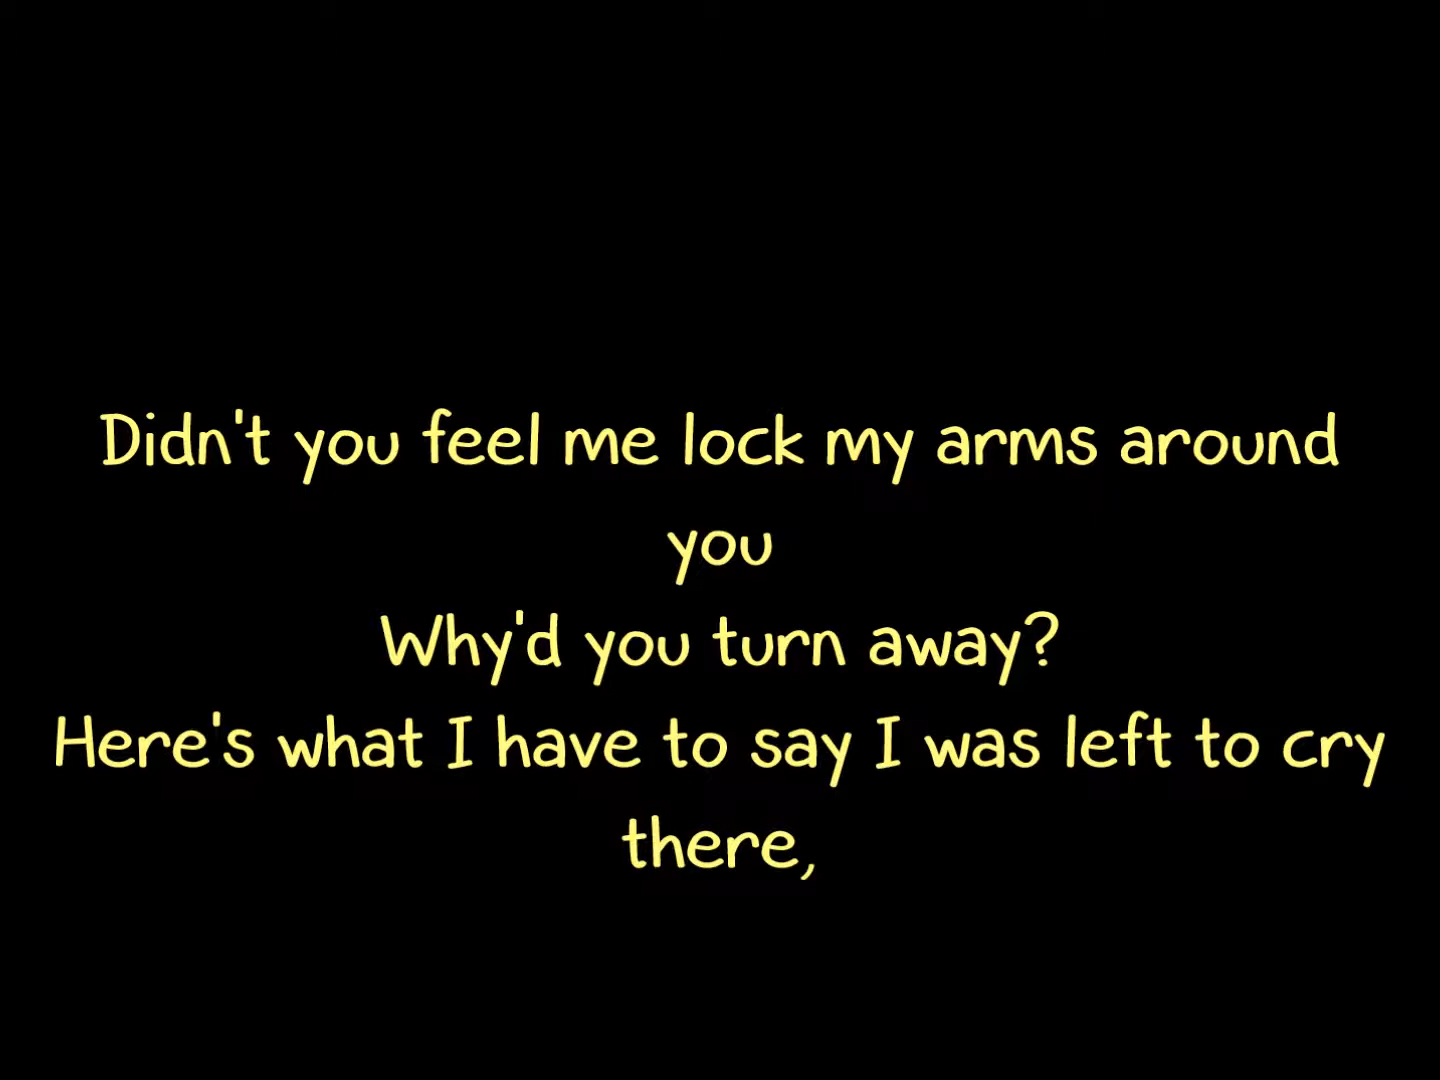 Didn't you feel me lock my arms around
you
Why'd you turn away?
Here's what I have to say I was left to cry
there,